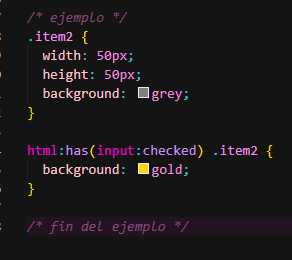 /* ejemplo */
.item2 {
  width: 50px;
  height: 50px;
  background: grey;
}
html:has(input:checked) .item2 {
  background: gold;
}
/* fin del ejemplo */